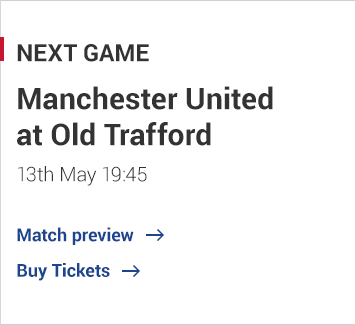 NEXT GAME
Manchester United
at Old Trafford
13th May 19:45
Match preview →
Buy Tickets →